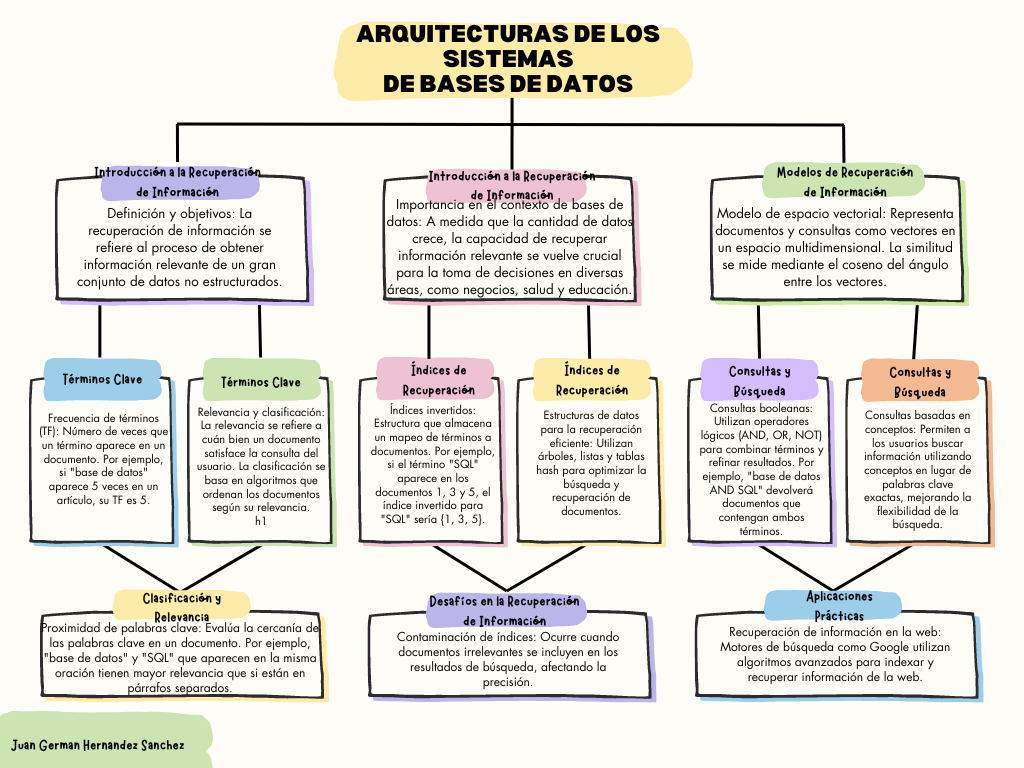 ARQUITECTURAS DE LOS
SISTEMAS
DE BASES DE DATOS
Introducción a la Recuperación
de Información
Definición y objetivos: La
recuperación de información se
refiere al proceso de obtener
información relevante de un gran
conjunto de datos no estructurados.
Introducción a la Recuperación
de Información
Importancia en el contexto de bases de
datos: A medida que la cantidad de datos
crece, la capacidad de recuperar
información relevante se vuelve crucial
para la toma de decisiones en diversas
áreas, como negocios, salud y educación.
Modelos de Recuperación
de Información
Modelo de espacio vectorial: Representa
documentos y consultas como vectores en
un espacio multidimensional. La similitud
se mide mediante el coseno del ángulo
entre los vectores.
Términos Clave
Frecuencia de términos
(TF): Número de veces que
un término aparece en un
documento. Por ejemplo,
si "base de datos"
aparece 5 veces en un
artículo, su TF es 5.
Términos Clave
Relevancia y clasificación:
La relevancia se refiere a
cuán bien un documento
satisface la consulta del
usuario. La clasificación se
basa en algoritmos que
ordenan los documentos
según su relevancia.
h1
Índices de
Recuperación
Índices invertidos:
Estructura que almacena
un mapeo de términos a
documentos. Por ejemplo,
si el término "SQL"
aparece en los
documentos 1, 3 y 5, el
índice invertido para
"SQL" sería {1, 3, 5}.
Índices de
Recuperación
Estructuras de datos
para la recuperación
eficiente: Utilizan
árboles, listas y tablas
hash para optimizar la
búsqueda y
recuperación de
documentos.
Consultas y
Búsqueda
Consultas booleanas:
Utilizan operadores
lógicos (AND, OR, NOT)
para combinar términos y
refinar resultados. Por
ejemplo, "base de datos
AND SQL" devolverá
documentos que
contengan ambos
términos.
Consultas y
Búsqueda
Consultas basadas en
conceptos: Permiten a
los usuarios buscar
información utilizando
conceptos en lugar de
palabras clave
exactas, mejorando la
flexibilidad de la
búsqueda.
Clasificación y
Relevancia
Proximidad de palabras clave: Evalúa la cercanía de
las palabras clave en un documento. Por ejemplo,
"base de datos" y "SQL" que aparecen en la misma
oración tienen mayor relevancia que si están en
párrafos separados.
Desafíos en la Recuperación
de Información
Contaminación de índices: Ocurre cuando
documentos irrelevantes se incluyen en los
resultados de búsqueda, afectando la
precisión.
Aplicaciones
Prácticas
Recuperación de información en la web:
Motores de búsqueda como Google utilizan
algoritmos avanzados para indexar y
recuperar información de la web.
Juan German Hernandez Sanchez